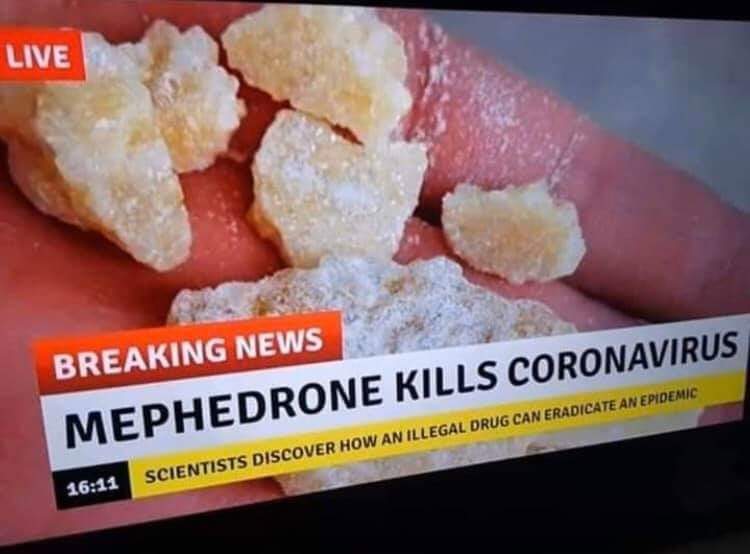 LIVE
BREAKING NEWS
MEPHEDRONE KILLS CORONAVIRUS
16:11 SCIENTISTS DISCOVER HOW AN ILLEGAL DRUG CAN ERADICATE AN EPIDEMIC